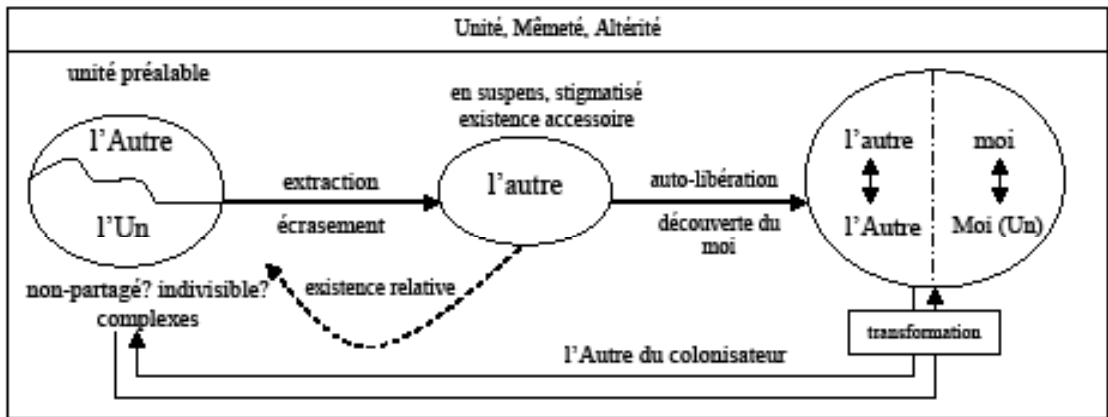 Unité, Mêmeté, Altérité
unité préalable
l'Autre
l'Un
non-partagé? indivisible?
complexes
extraction
écrasement
en suspens, stigmatisé
existence accessoire
l'autre
existence relative
auto-libération
découverte du
moi
l'autre
l'Autre
moi
Moi (Un)
transformation
l'Autre du colonisateur